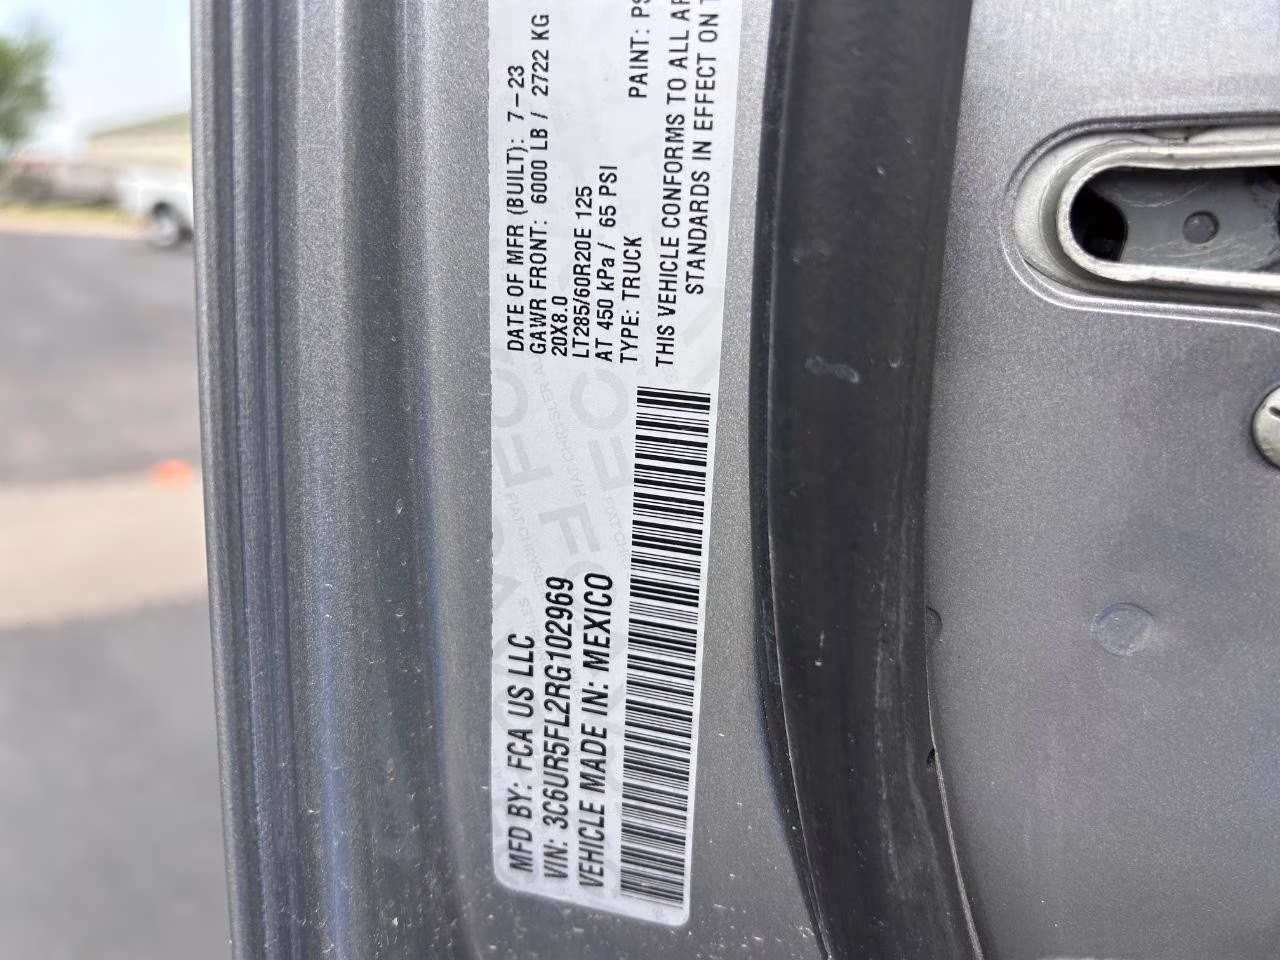 MFD BY: FCA US LLC
DATE OF MFR (BUILT): 7-23
GAWR FRONT: 6000 LB / 2722 KG
20X8.0
LT285/60R20E 125
AT 450 kPa / 65 PSI
VIN: 3C6UR5FL2RG102969
TYPE: TRUCK
PAINT:
VEHICLE MADE IN: MEXICO
THIS VEHICLE CONFORMS TO ALL
STANDARDS IN EFFECT ON